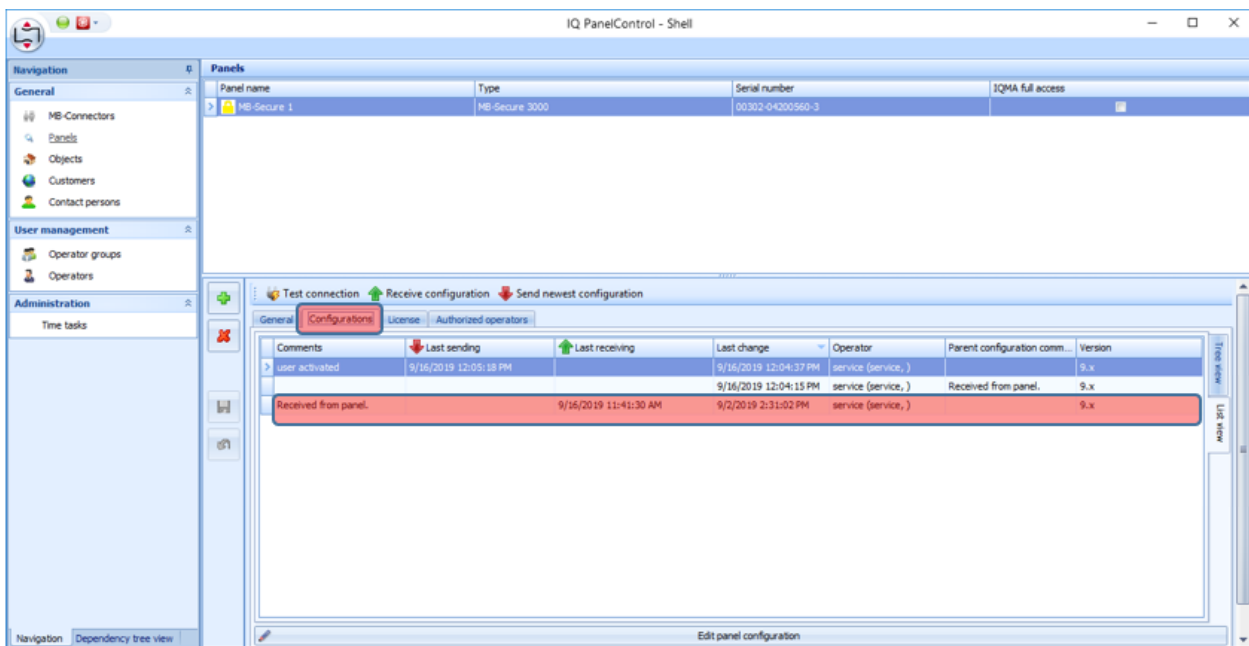 IQ PanelControl - Shell
Navigation
General
MB-Connectors
Panels
Objects
Customers
Contact persons
User management
Operator groups
Operators
Administration
Time tasks
Navigation Dependency tree view
Panels
Panel name Type Serial number IQMA full access
MB-Secure 1 MB-Secure 3000 00302-04200560-3
Test connection Receive configuration Send newest configuration
General Configurations License Authorized operators
Comments Last sending Last receiving Last change Operator Parent configuration comm... Version
user activated 9/16/2019 12:05:18 PM 9/16/2019 12:04:37 PM service (service, ) 9.x
9/16/2019 12:04:15 PM service (service, ) Received from panel. 9.x
Received from panel. 9/16/2019 11:41:30 AM 9/2/2019 2:31:02 PM service (service, ) 9.x
Tree view
List view
Edit panel configuration